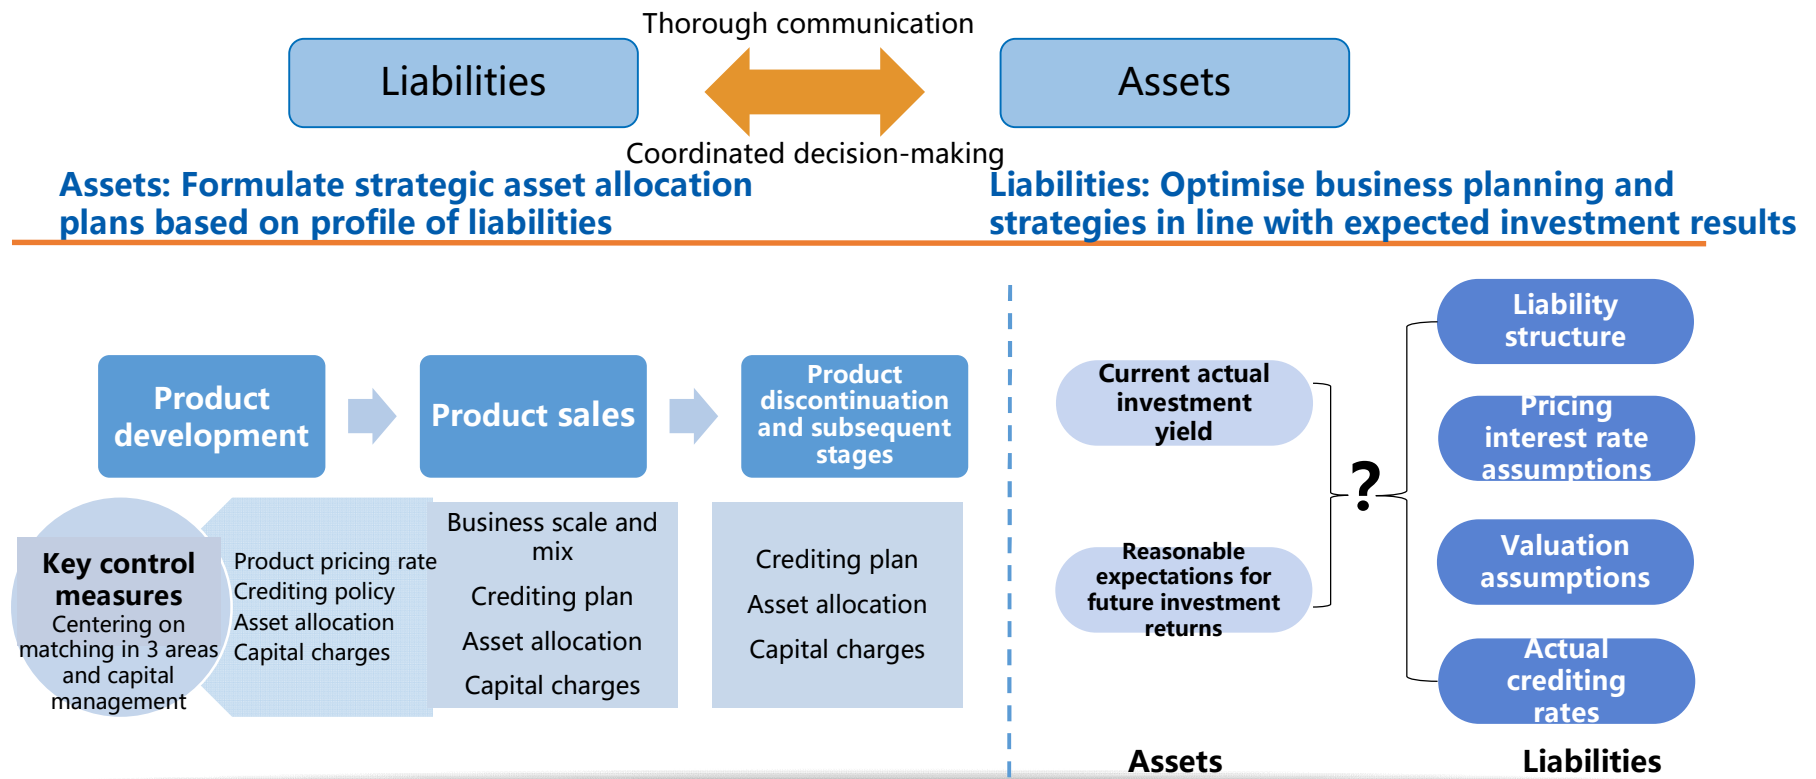 Thorough communication
Liabilities
Assets
Coordinated decision-making
Assets: Formulate strategic asset allocation
plans based on profile of liabilities
Liabilities: Optimise business planning and
strategies in line with expected investment results
Product
development
Product sales
Product
discontinuation
and subsequent
stages
Key control
measures
Centering on
matching in 3 areas
and capital
management
Product pricing rate
Crediting policy
Asset allocation
Capital charges
Business scale and
mix
Crediting plan
Asset allocation
Capital charges
Crediting plan
Asset allocation
Capital charges
Current actual
investment
yield
Reasonable
expectations for
future investment
returns
?
Liability
structure
Pricing
interest rate
assumptions
Valuation
assumptions
Actual
crediting
rates
Assets
Liabilities